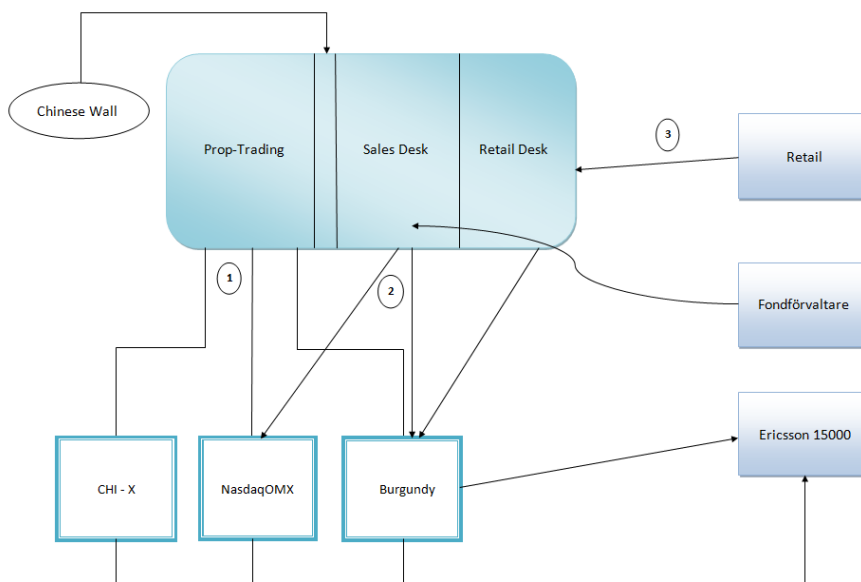 Chinese Wall
Prop-Trading
Sales Desk
Retail Desk
3
Retail
1
2
Fondförvaltare
Ericsson 15000
CHI - X
NasdaqOMX
Burgundy